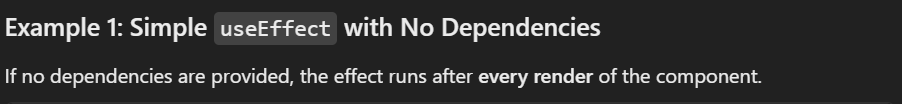 Example 1: Simple useEffect with No Dependencies
If no dependencies are provided, the effect runs after every render of the component.